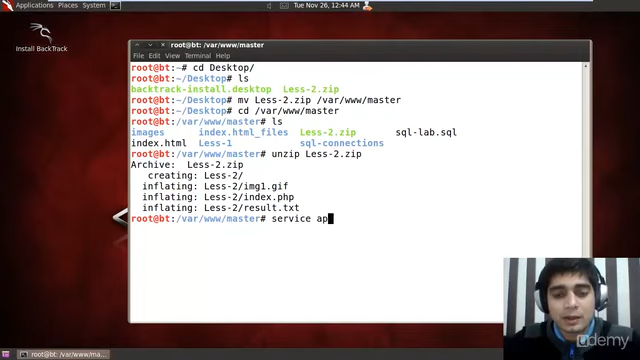 Applications Places System
Tue Nov 26, 12:44 AM
Install BackTrack
root@bt: /var/www/master
File Edit View Terminal Help
root@bt:~# cd Desktop/
root@bt:~/Desktop# ls
backtrack-install.desktop Less-2.zip
root@bt:~/Desktop# mv Less-2.zip /var/www/master
root@bt:~/Desktop# cd /var/www/master
root@bt:/var/www/master# ls
images index.html_files Less-2.zip sql-lab.sql
index.html Less-1 sql-connections
root@bt:/var/www/master# unzip Less-2.zip
Archive: Less-2.zip
creating: Less-2/
inflating: Less-2/img1.gif
inflating: Less-2/index.php
inflating: Less-2/result.txt
root@bt:/var/www/master# service ap
<<
udemy
root@bt: /var/www/ma...